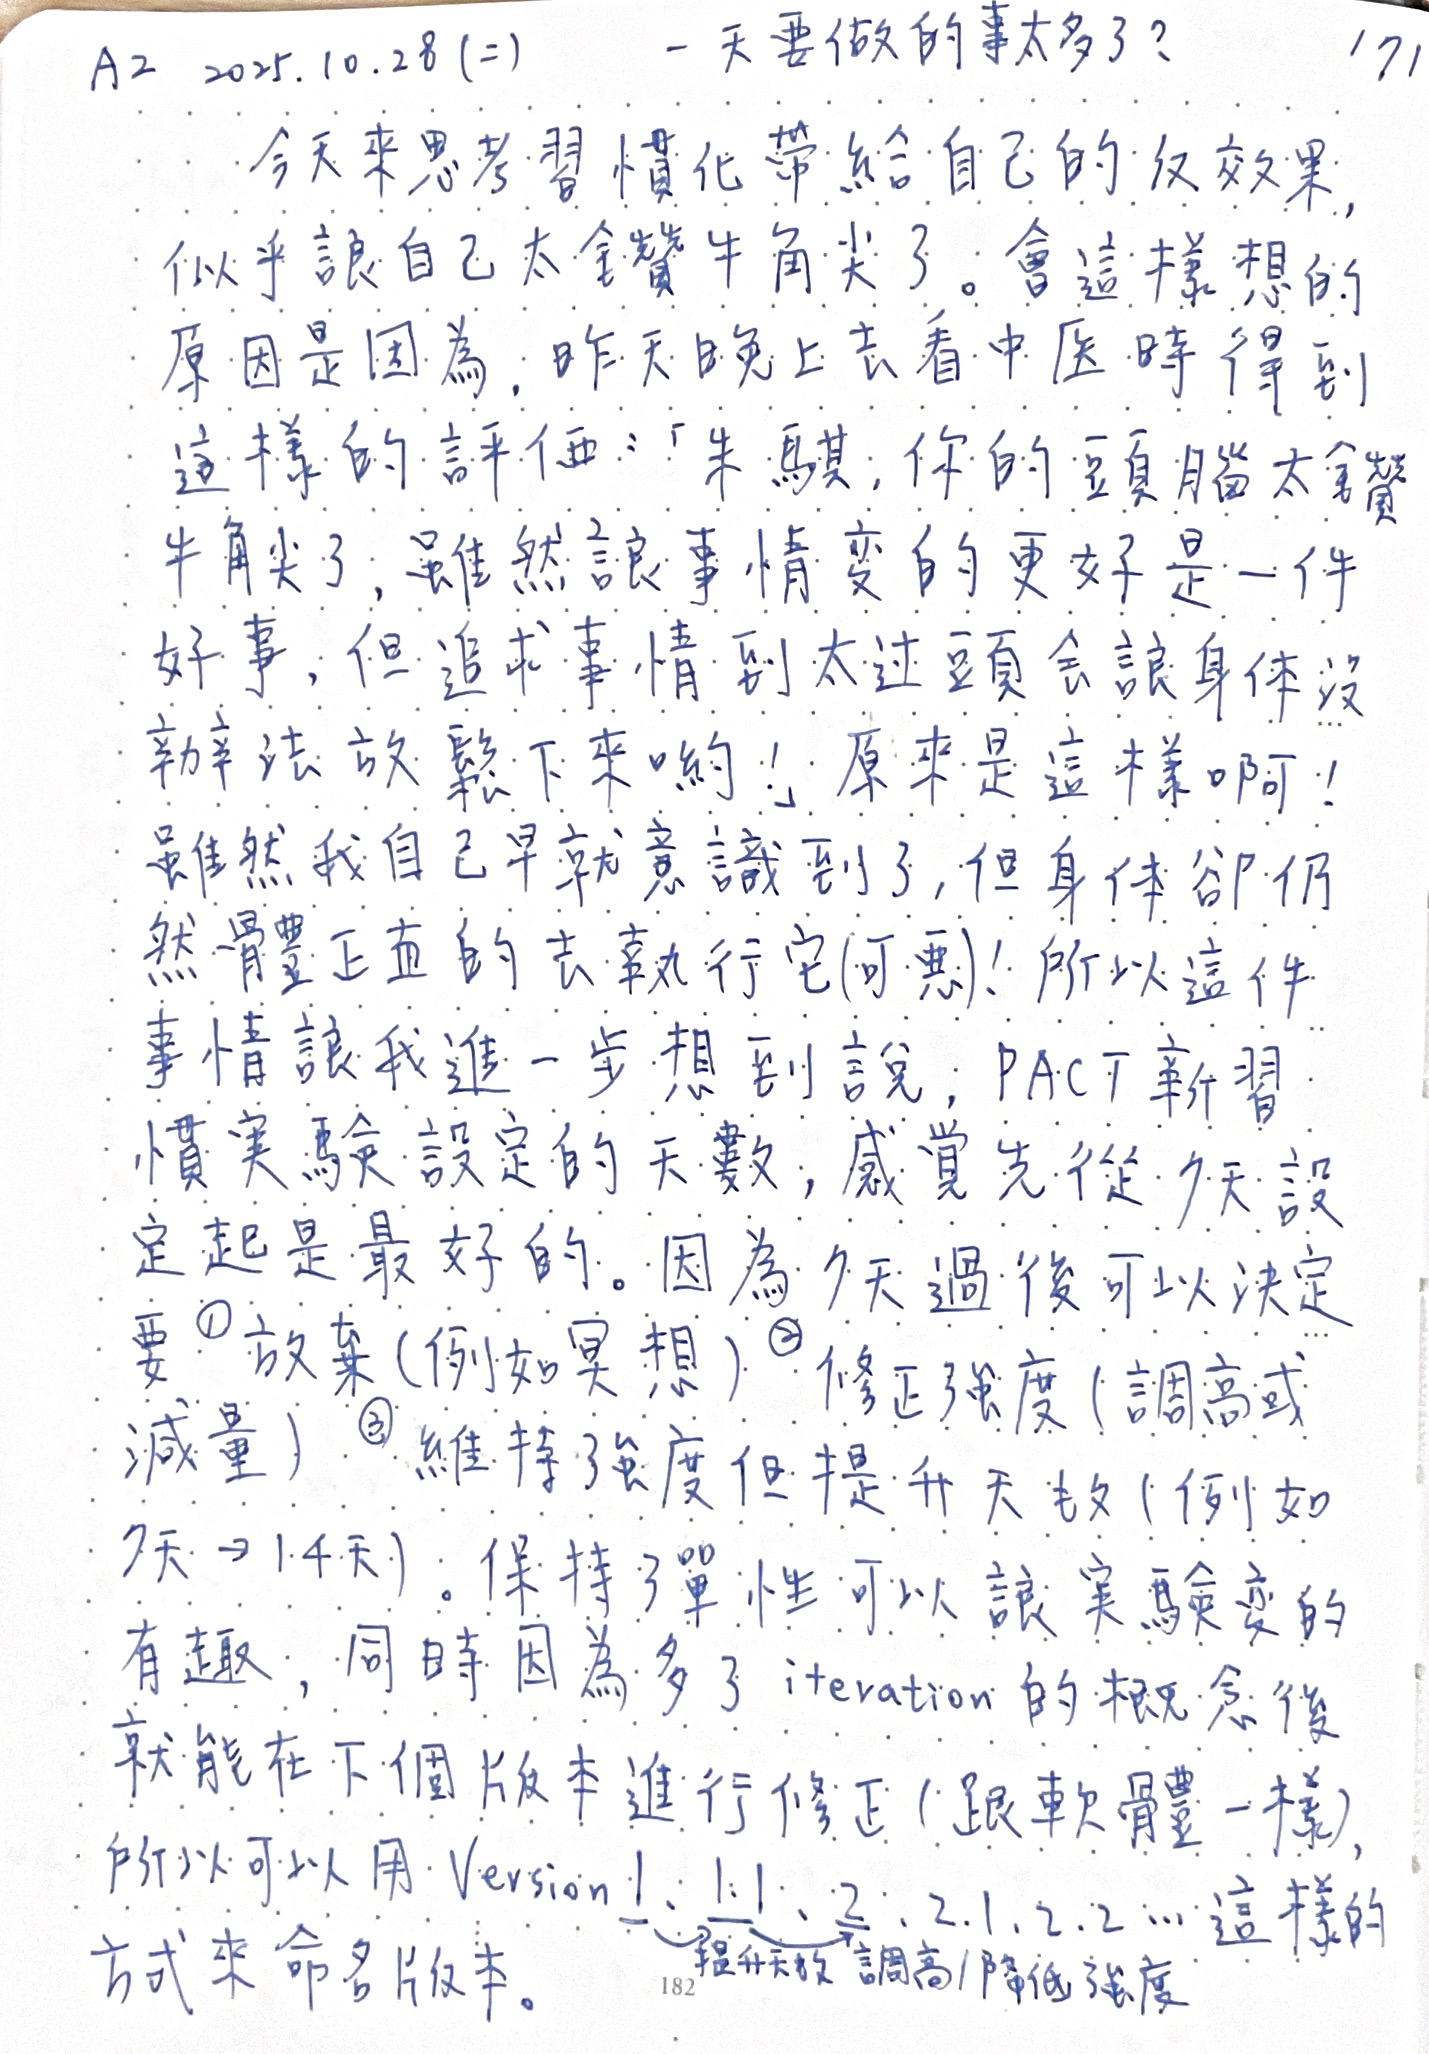 A2 2025.10.28(二) 一天要做的事太多了? 171
今天來思考習慣化帶給自己的反效果,
似乎讓自己太鑽牛角尖了。會這樣想的
原因是因為,昨天晚上去看中医時得到
這樣的評価:「朱騏,你的頭腦太鑽
牛角尖了,雖然讓事情変的更好是一件
好事,但追求事情到太过頭会讓身体没
辦法放鬆下來喲!」原來是這樣啊!
雖然我自己早就意識到了,但身体卻仍
然體正直的去執行它(可悪)!所以這件
事情讓我進一步想到說,PACT新習
慣実驗設定的天數,感覚先從7天設
定起是最好的。因為7天過後可以決定
要①放棄(例如冥想)②修正強度(調高或
減量)③維持強度但提升天数(例如
7天→14天)。保持了彈性可以讓実驗変的
有趣,同時因為多了iteration的概念後
就能在下個版本進行修正(跟軟體一樣),
所以可以用Version 1、1.1、2、2.1、2.2…這樣的
方式來命名版本。
提升天数 調高/降低強度
182